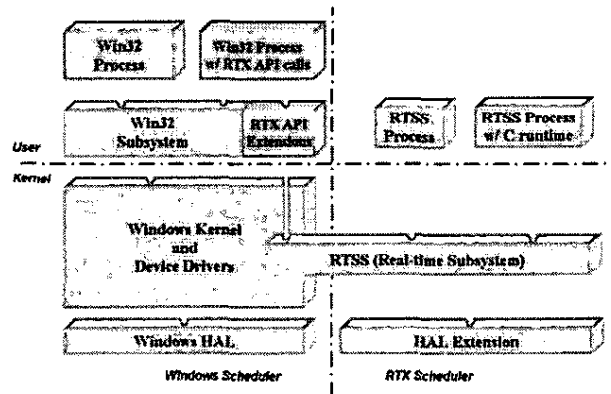 Win32
Process
Win32 Process
w/ RTX API calls
Win32
Subsystem
RTX API
Extensions
RTSS
Process
RTSS Process
w/ C runtime
User
Kernel
Windows Kernel
and
Device Drivers
RTSS (Real-time Subsystem)
Windows HAL
HAL Extension
Windows Scheduler
RTX Scheduler